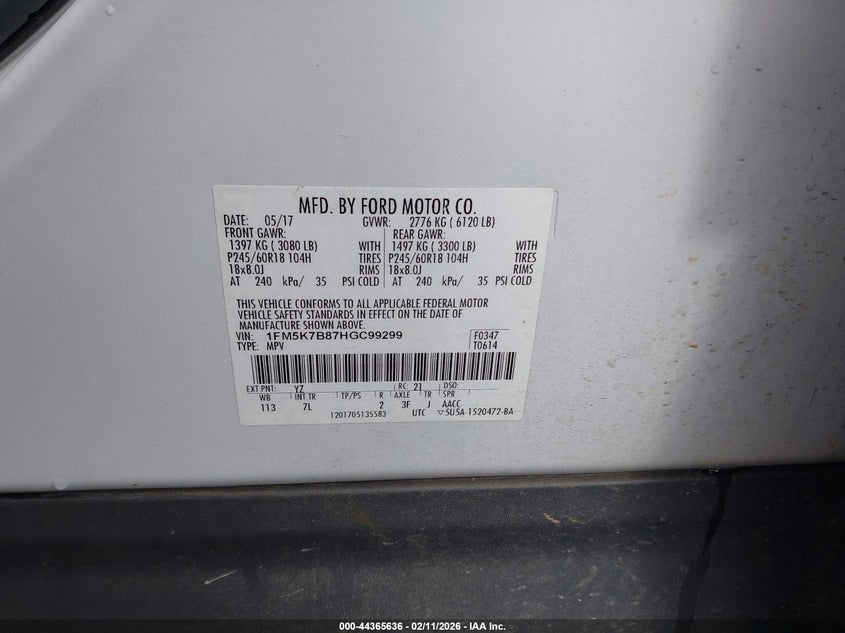 MFD. BY FORD MOTOR CO.
DATE: 05/17 GVWR: 2776 KG ( 6120 LB)
FRONT GAWR: REAR GAWR:
1397 KG ( 3080 LB) WITH 1497 KG ( 3300 LB) WITH
P245/60R18 104H TIRES P245/60R18 104H TIRES
18x8.0J RIMS 18x8.0J RIMS
AT 240 kPa/ 35 PSI COLD AT 240 kPa/ 35 PSI COLD
THIS VEHICLE CONFORMS TO ALL APPLICABLE FEDERAL MOTOR
VEHICLE SAFETY STANDARDS IN EFFECT ON THE DATE OF
MANUFACTURE SHOWN ABOVE.
VIN: 1FM5K7B87HGC99299 F0347
TYPE: MPV T0614
EXT PNT: YZ RC: 21 DSO:
WB INT TR TP/PS R AXLE TR SPR
113 7L 2 3F J AACC
1201705135583 UTC ▽5U5A-1520472-BA
000-44365636 - 02/11/2026 - IAA Inc.